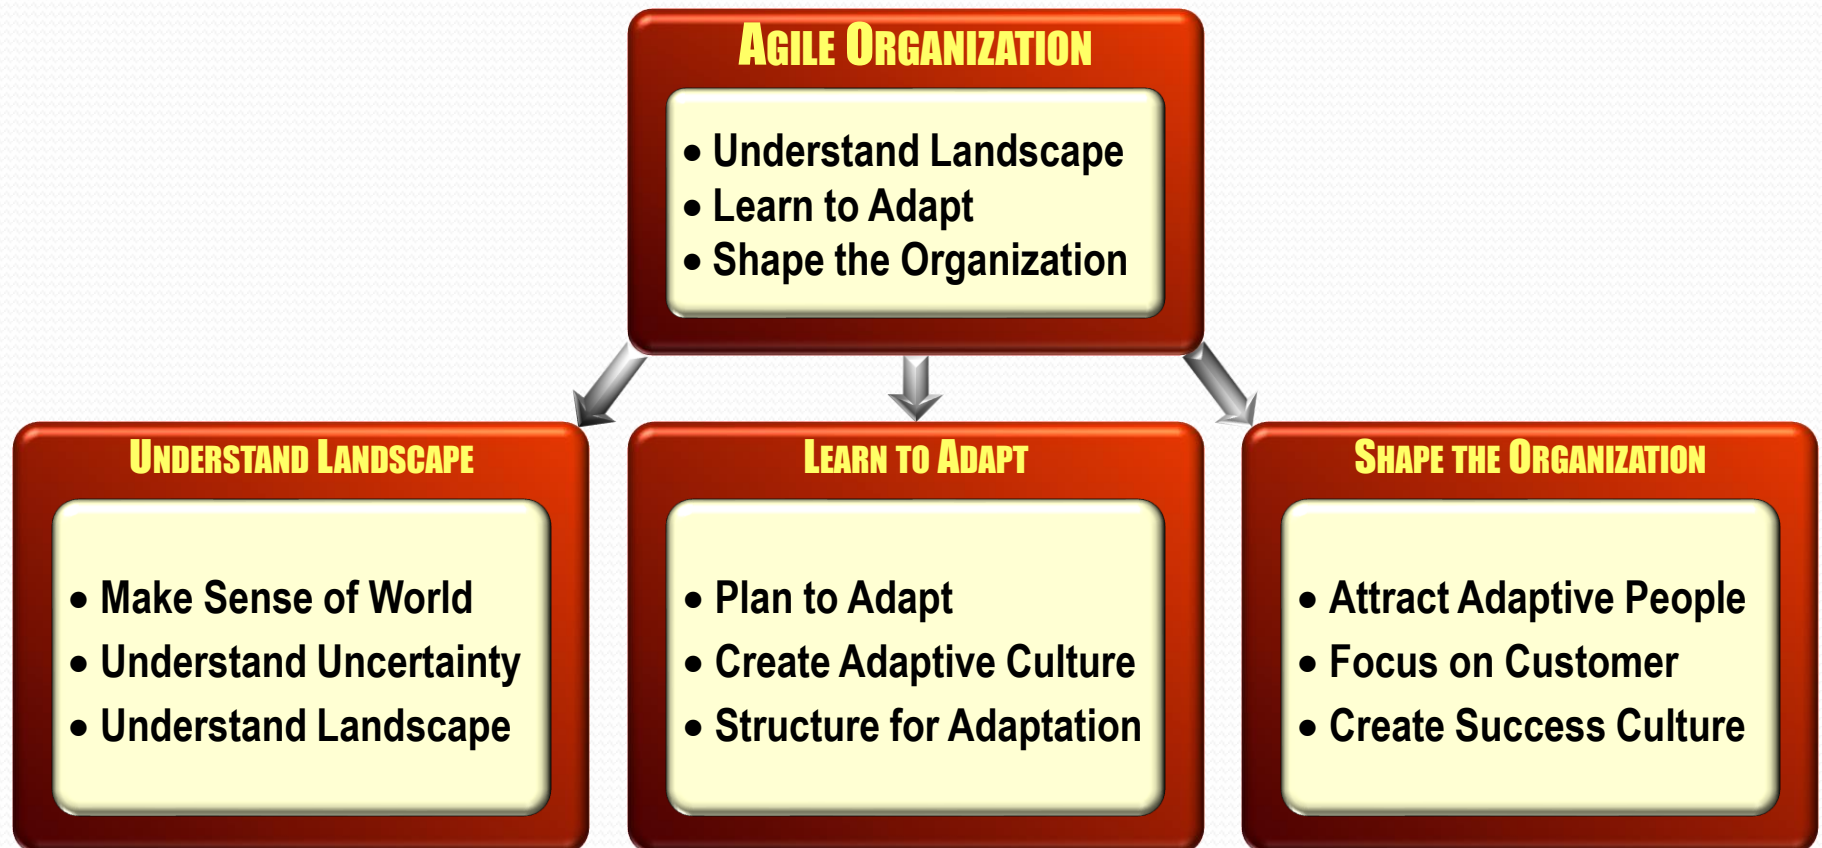 AGILE ORGANIZATION
• Understand Landscape
• Learn to Adapt
• Shape the Organization
UNDERSTAND LANDSCAPE
• Make Sense of World
• Understand Uncertainty
• Understand Landscape
LEARN TO ADAPT
• Plan to Adapt
• Create Adaptive Culture
• Structure for Adaptation
SHAPE THE ORGANIZATION
• Attract Adaptive People
• Focus on Customer
• Create Success Culture